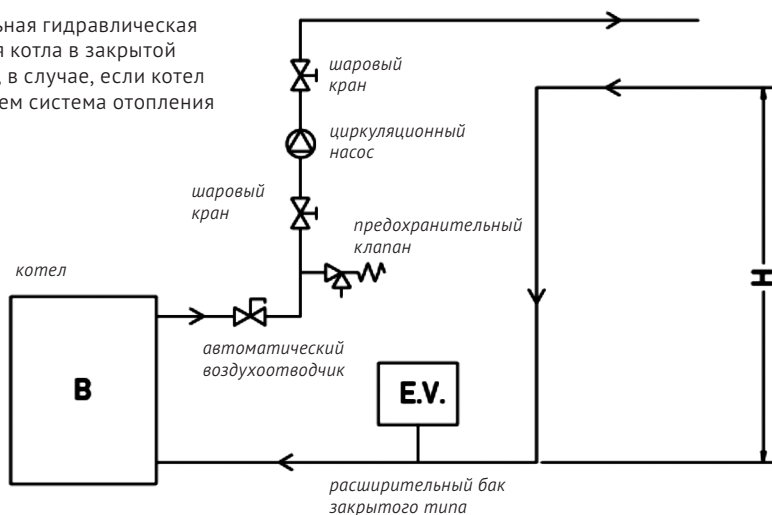 ьная гидравлическая
я котла в закрытой
, в случае, если котел
ем система отопления
шаровый
кран
циркуляционный
насос
шаровый
кран
предохранительный
клапан
котел
H
автоматический
воздухоотводчик
B
E.V.
расширительный бак
закрытого типа